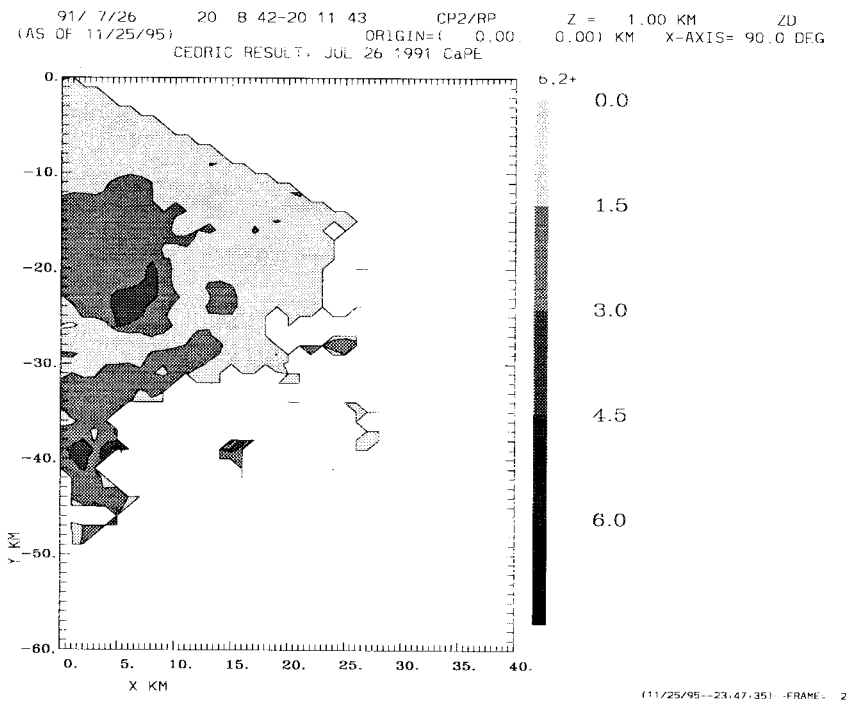 91/ 7/26 20 8 42-20 11 43 CP2/RP Z = 1.00 KM ZD
(AS OF 11/25/95) ORIGIN=( 0.00, 0.00) KM X-AXIS= 90.0 DEG
CEDRIC RESULT, JUL 26 1991 CaPE
6.2+
0.
-10.
-20.
-30.
-40.
-50.
-60.
Y KM
0. 5. 10. 15. 20. 25. 30. 35. 40.
X KM
0.0
1.5
3.0
4.5
6.0
(11/25/95--23:47:35) -FRAME- 2